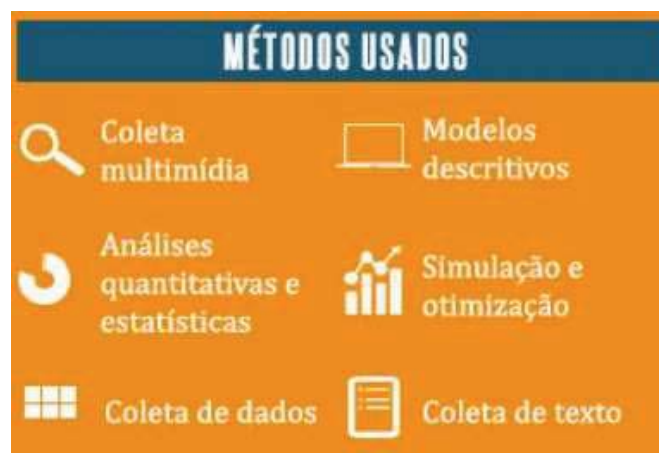 MÉTODOS USADOS
Coleta
multimídia
Modelos
descritivos
Análises
quantitativas e
estatísticas
Simulação e
otimização
Coleta de dados
Coleta de texto